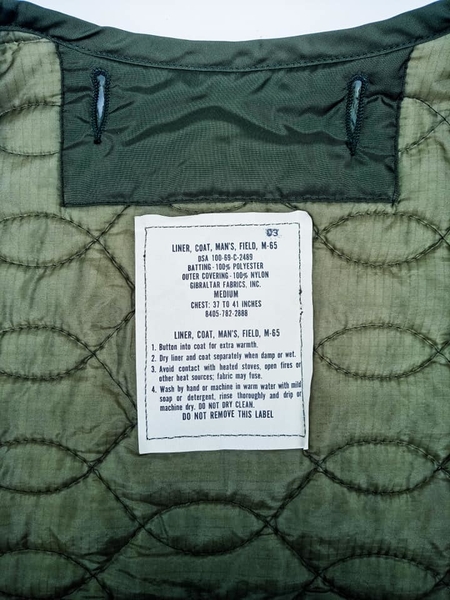 03
LINER, COAT, MAN'S, FIELD, M-65
DSA 100-69-C-2489
BATTING-100% POLYESTER
OUTER COVERING-100% NYLON
GIBRALTAR FABRICS, INC.
MEDIUM
CHEST: 37 TO 41 INCHES
8405-782-2888
LINER, COAT, MAN'S, FIELD, M-65
1. Button into coat for extra warmth.
2. Dry liner and coat separately when damp or wet.
3. Avoid contact with heated stoves, open fires or
other heat sources; fabric may fuse.
4. Wash by hand or machine in warm water with mild
soap or detergent, rinse thoroughly and drip or
machine dry. DO NOT DRY CLEAN.
DO NOT REMOVE THIS LABEL